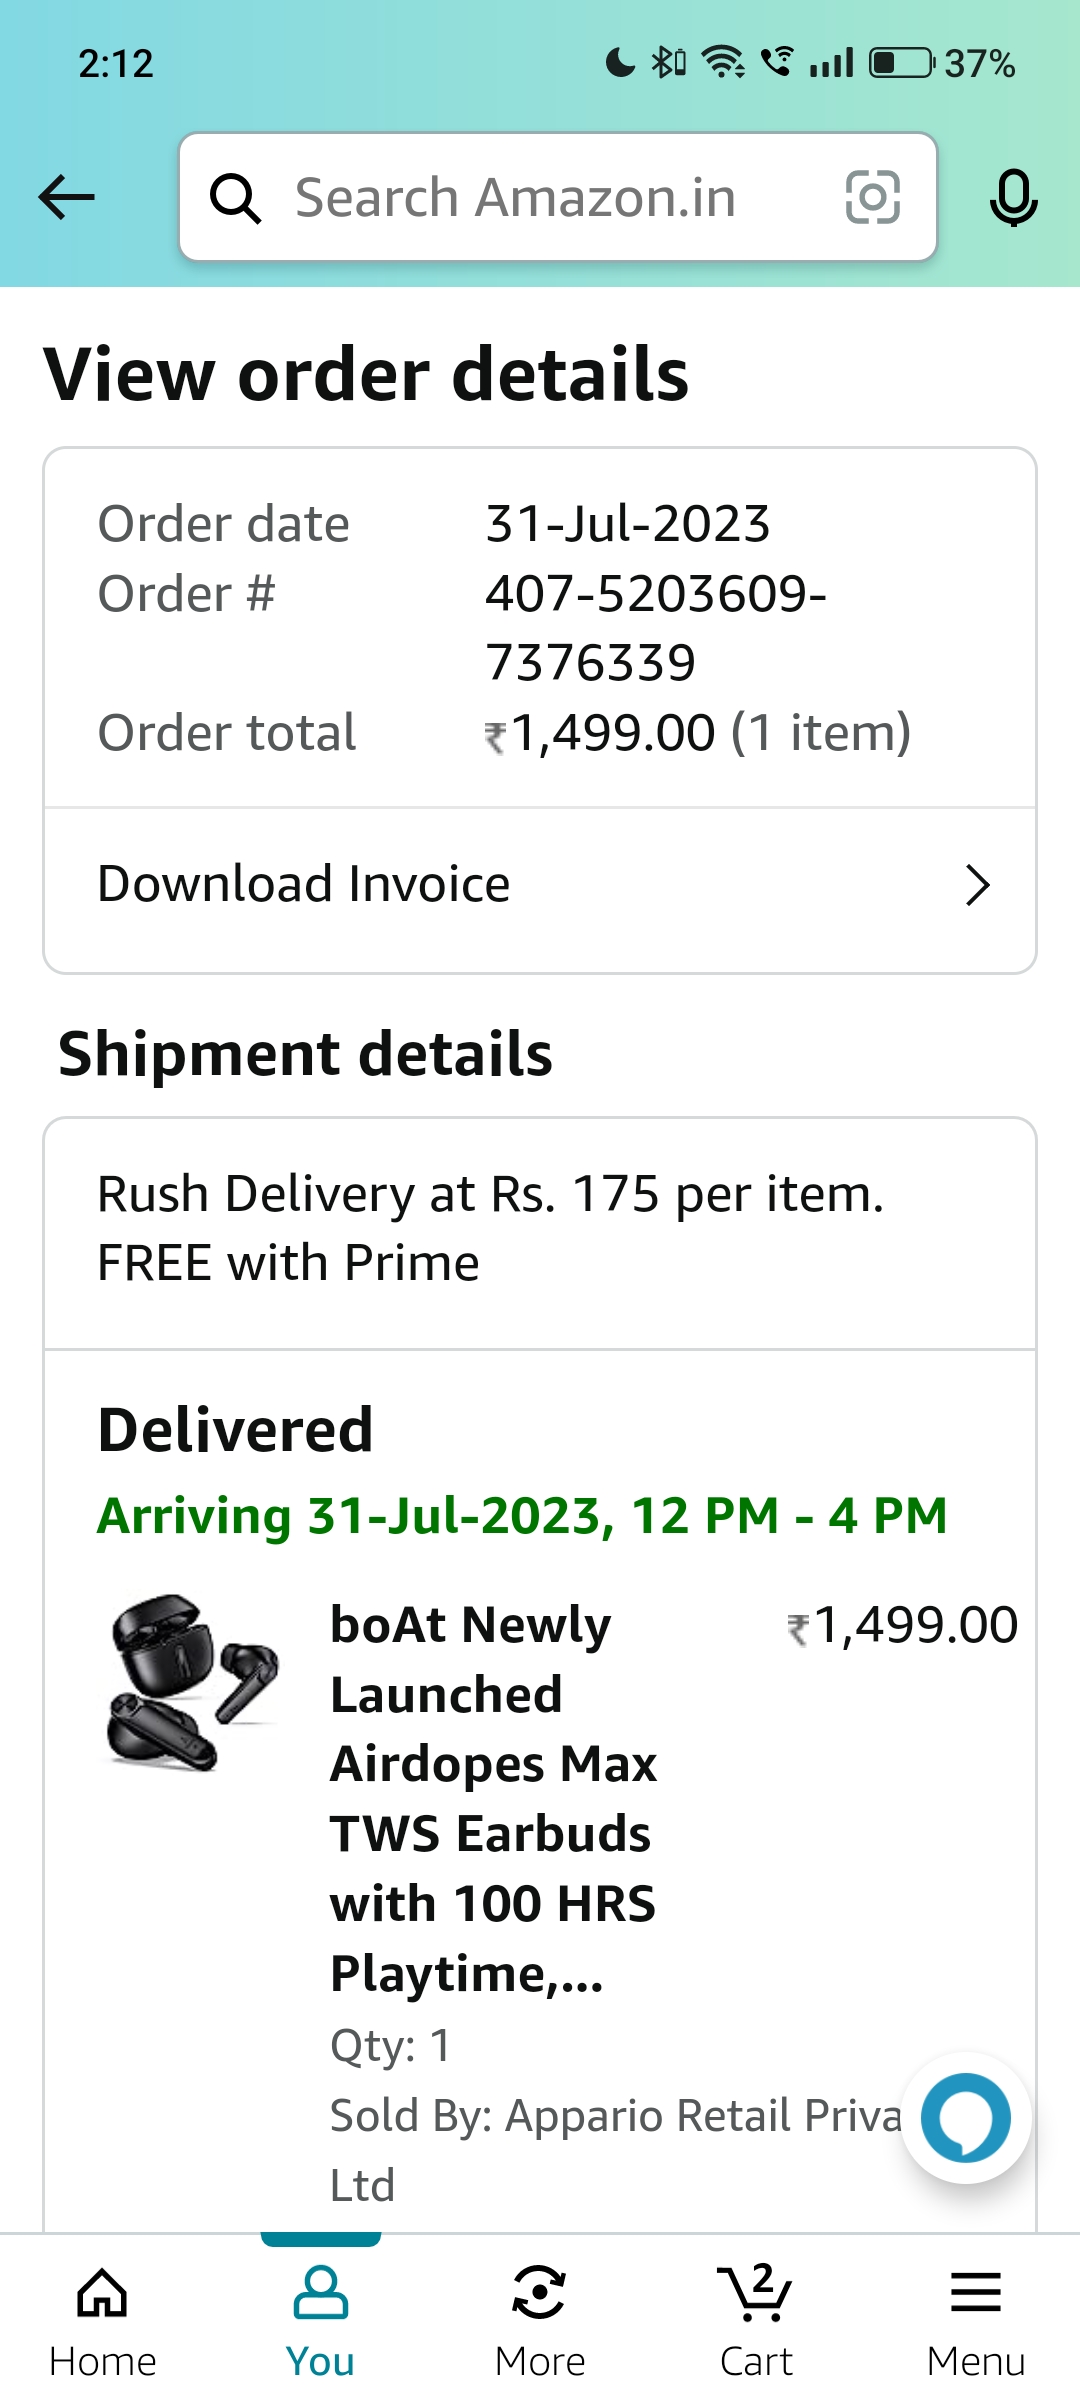 2:12
37%
Search Amazon.in
View order details
Order date 31-Jul-2023
Order # 407-5203609-
7376339
Order total ₹1,499.00 (1 item)
Download Invoice
Shipment details
Rush Delivery at Rs. 175 per item.
FREE with Prime
Delivered
Arriving 31-Jul-2023, 12 PM - 4 PM
boAt Newly ₹1,499.00
Launched
Airdopes Max
TWS Earbuds
with 100 HRS
Playtime,...
Qty: 1
Sold By: Appario Retail Priva
Ltd
2
Home You More Cart Menu